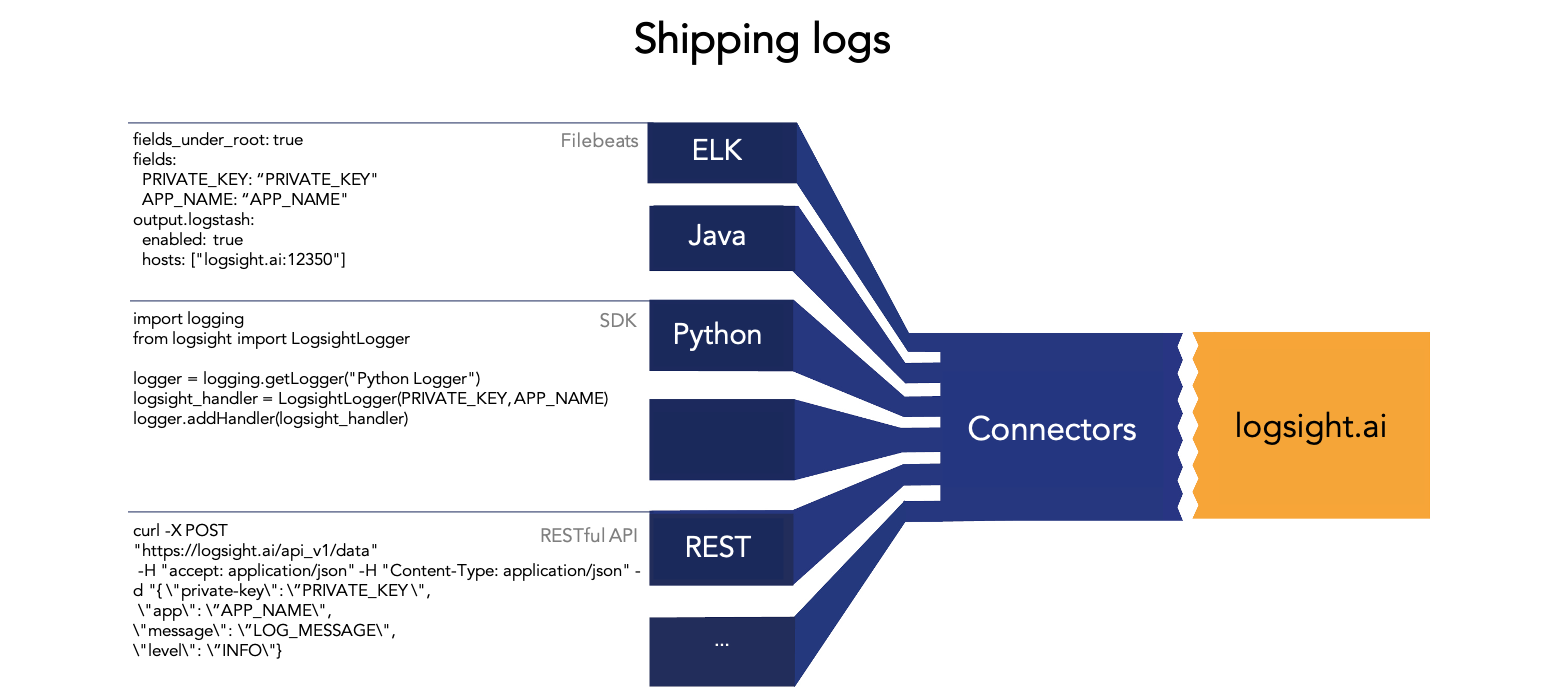 Shipping logs
fields_under_root: true
fields:
PRIVATE_KEY: “PRIVATE_KEY"
APP_NAME: “APP_NAME"
output.logstash:
enabled: true
hosts: ["logsight.ai:12350"]
Filebeats
ELK
Java
import logging
from logsight import LogsightLogger
logger = logging.getLogger("Python Logger")
logsight_handler = LogsightLogger(PRIVATE_KEY, APP_NAME)
logger.addHandler(logsight_handler)
SDK
Python
curl -X POST
"https://logsight.ai/api_v1/data"
-H "accept: application/json" -H "Content-Type: application/json" -
d "{ \"private-key\": \”PRIVATE_KEY \",
\"app\": \”APP_NAME\",
\"message\": \”LOG_MESSAGE\",
\"level\": \”INFO\"}
RESTful API
REST
...
Connectors
logsight.ai